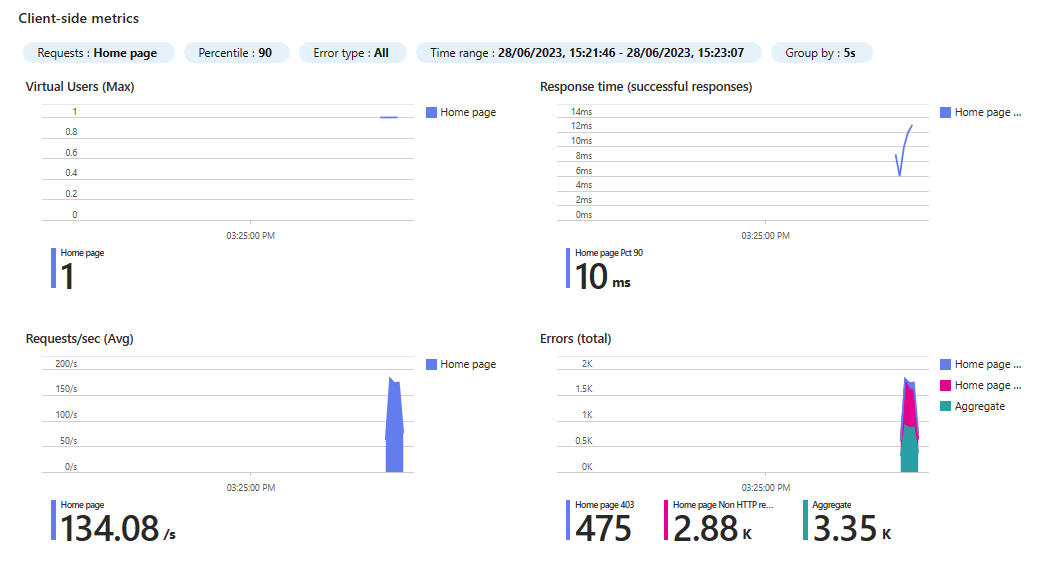 Client-side metrics
Requests : Home page
Percentile : 90
Error type : All
Time range : 28/06/2023, 15:21:46 - 28/06/2023, 15:23:07
Group by : 5s
Virtual Users (Max)
1
0.8
0.6
0.4
0.2
0
03:25:00 PM
Home page
Home page
1
Response time (successful responses)
14ms
12ms
10ms
8ms
6ms
4ms
2ms
0ms
03:25:00 PM
Home page ...
Home page Pct 90
10 ms
Requests/sec (Avg)
200/s
150/s
100/s
50/s
0/s
03:25:00 PM
Home page
Home page
134.08 /s
Errors (total)
2K
1.5K
1K
0.5K
0K
03:25:00 PM
Home page ...
Home page ...
Aggregate
Home page 403
475
Home page Non HTTP re...
2.88 K
Aggregate
3.35 K